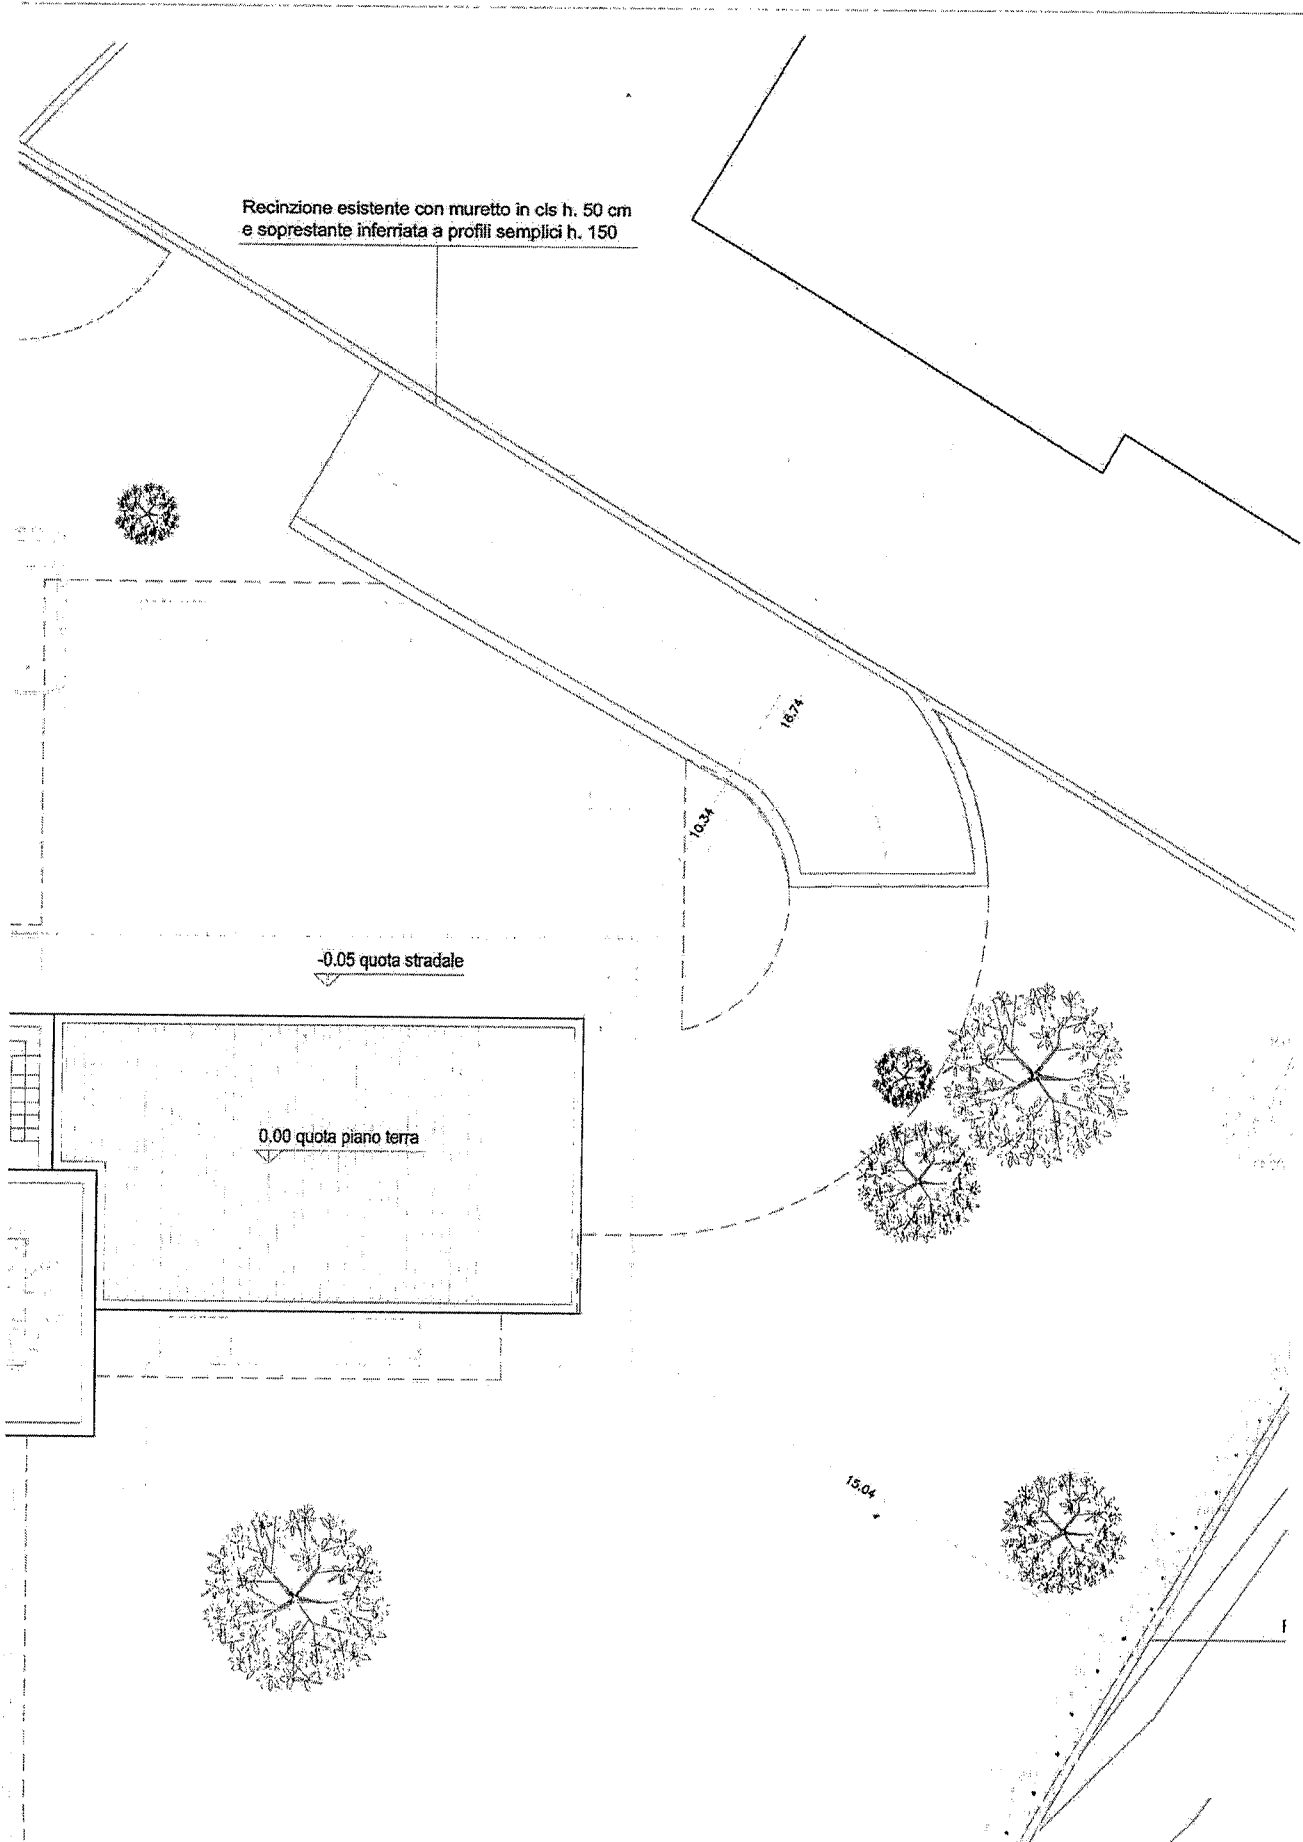 Recinzione esistente con muretto in cls h. 50 cm
e soprestante inferriata a profili semplici h. 150
16.74
10.34
-0.05 quota stradale
0.00 quota piano terra
15.04